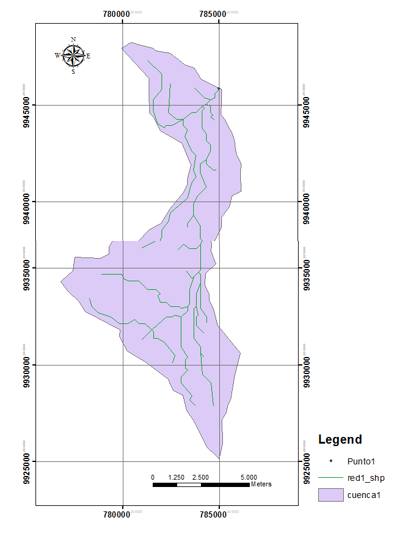 780000 785000
N
W E
S
9945000 9945000
9940000 9940000
9935000 9935000
9930000 9930000
9925000 9925000
0 1.250 2.500 5.000
Meters
780000 785000
Legend
Punto1
red1_shp
cuenca1